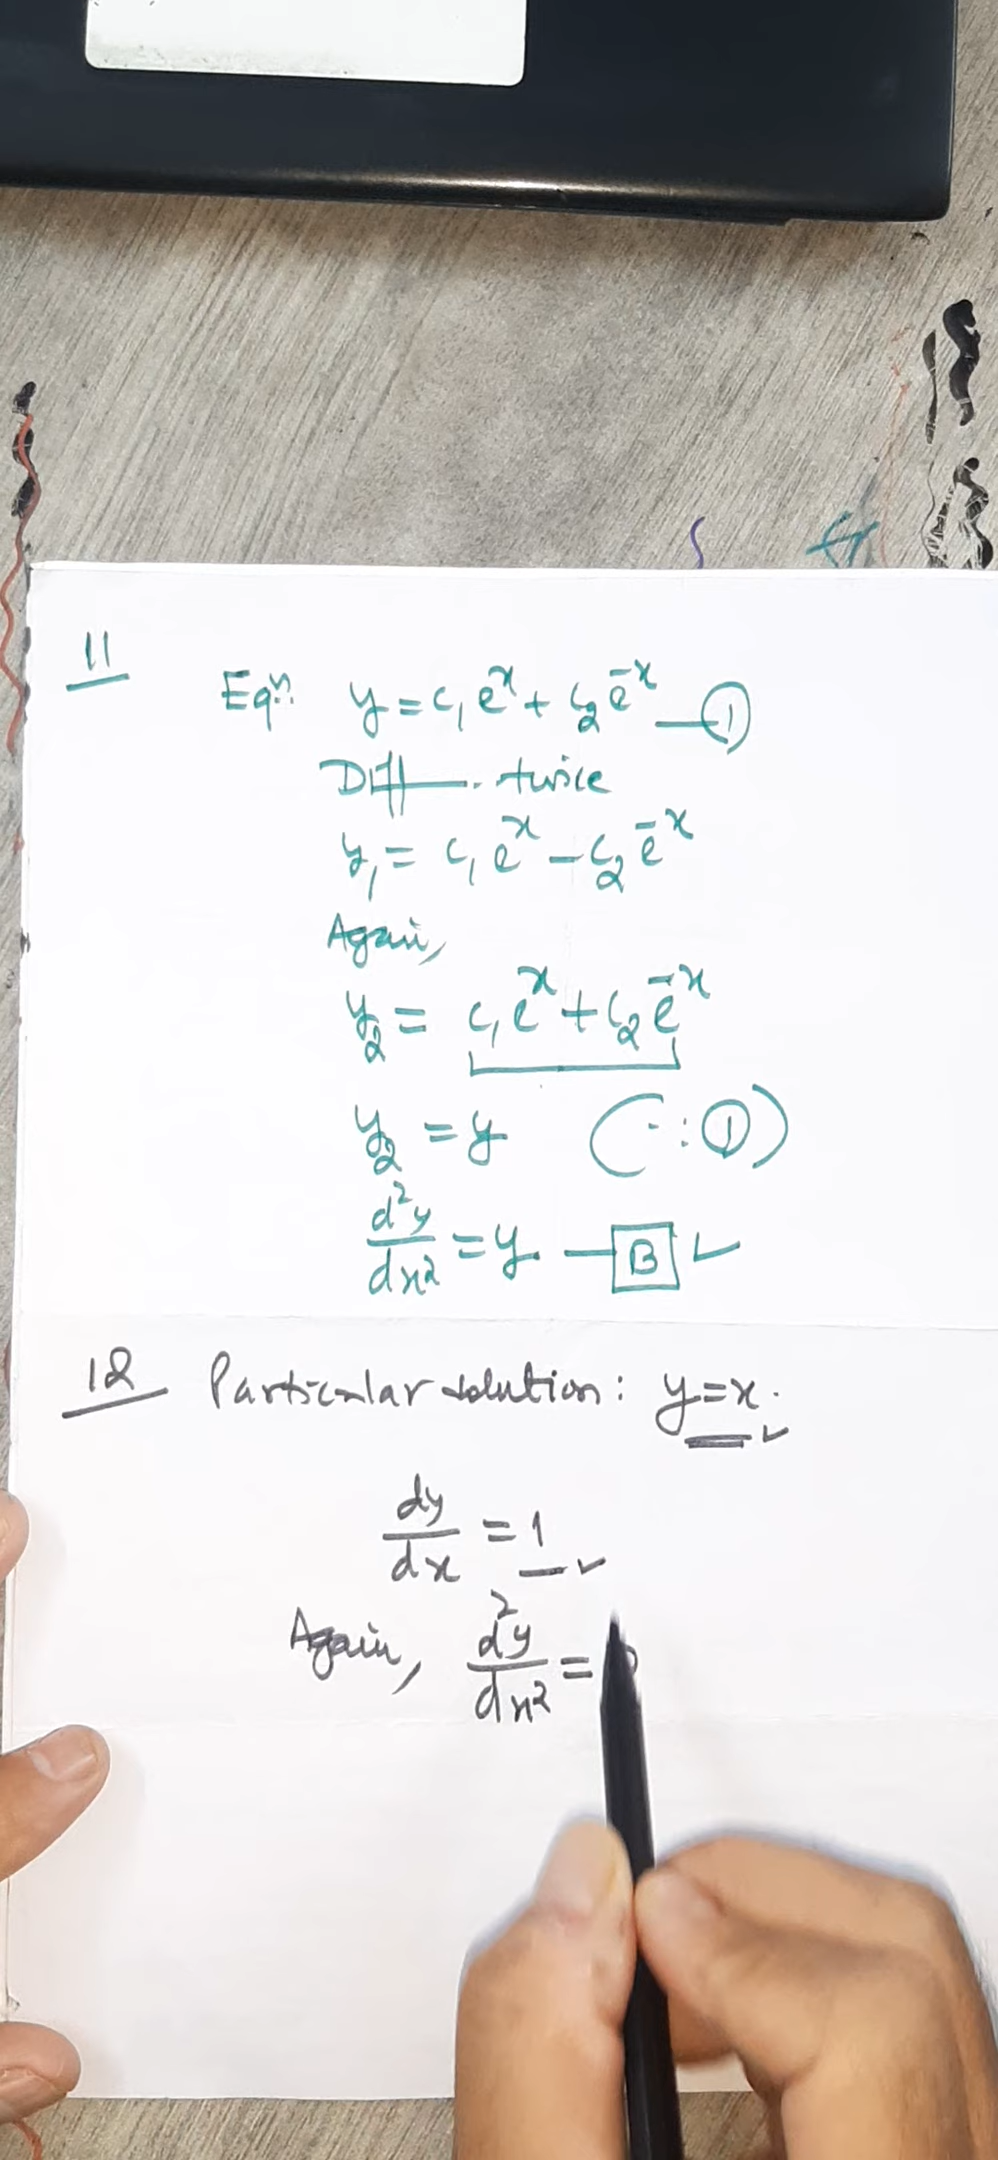 11
Eqⁿ: y = c₁eˣ + c₂e⁻ˣ —①
Diff. twice
y₁ = c₁eˣ − c₂e⁻ˣ
Again,
y₂ = c₁eˣ + c₂e⁻ˣ
y₂ = y (∵ ①)
d²y/dx² = y — B ✓
12 Particular solution: y = x. ✓
dy/dx = 1 ✓
Again, d²y/dx² =